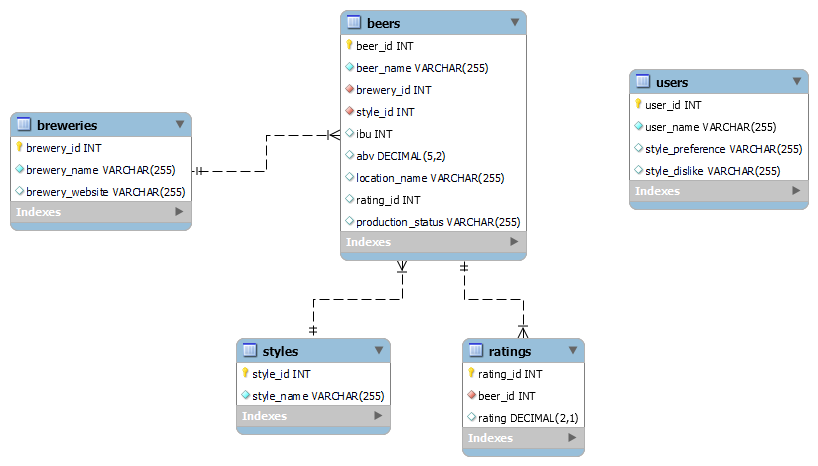 beers
beer_id INT
beer_name VARCHAR(255)
brewery_id INT
style_id INT
ibu INT
abv DECIMAL(5,2)
location_name VARCHAR(255)
rating_id INT
production_status VARCHAR(255)
Indexes
users
user_id INT
user_name VARCHAR(255)
style_preference VARCHAR(255)
style_dislike VARCHAR(255)
Indexes
breweries
brewery_id INT
brewery_name VARCHAR(255)
brewery_website VARCHAR(255)
Indexes
styles
style_id INT
style_name VARCHAR(255)
Indexes
ratings
rating_id INT
beer_id INT
rating DECIMAL(2,1)
Indexes